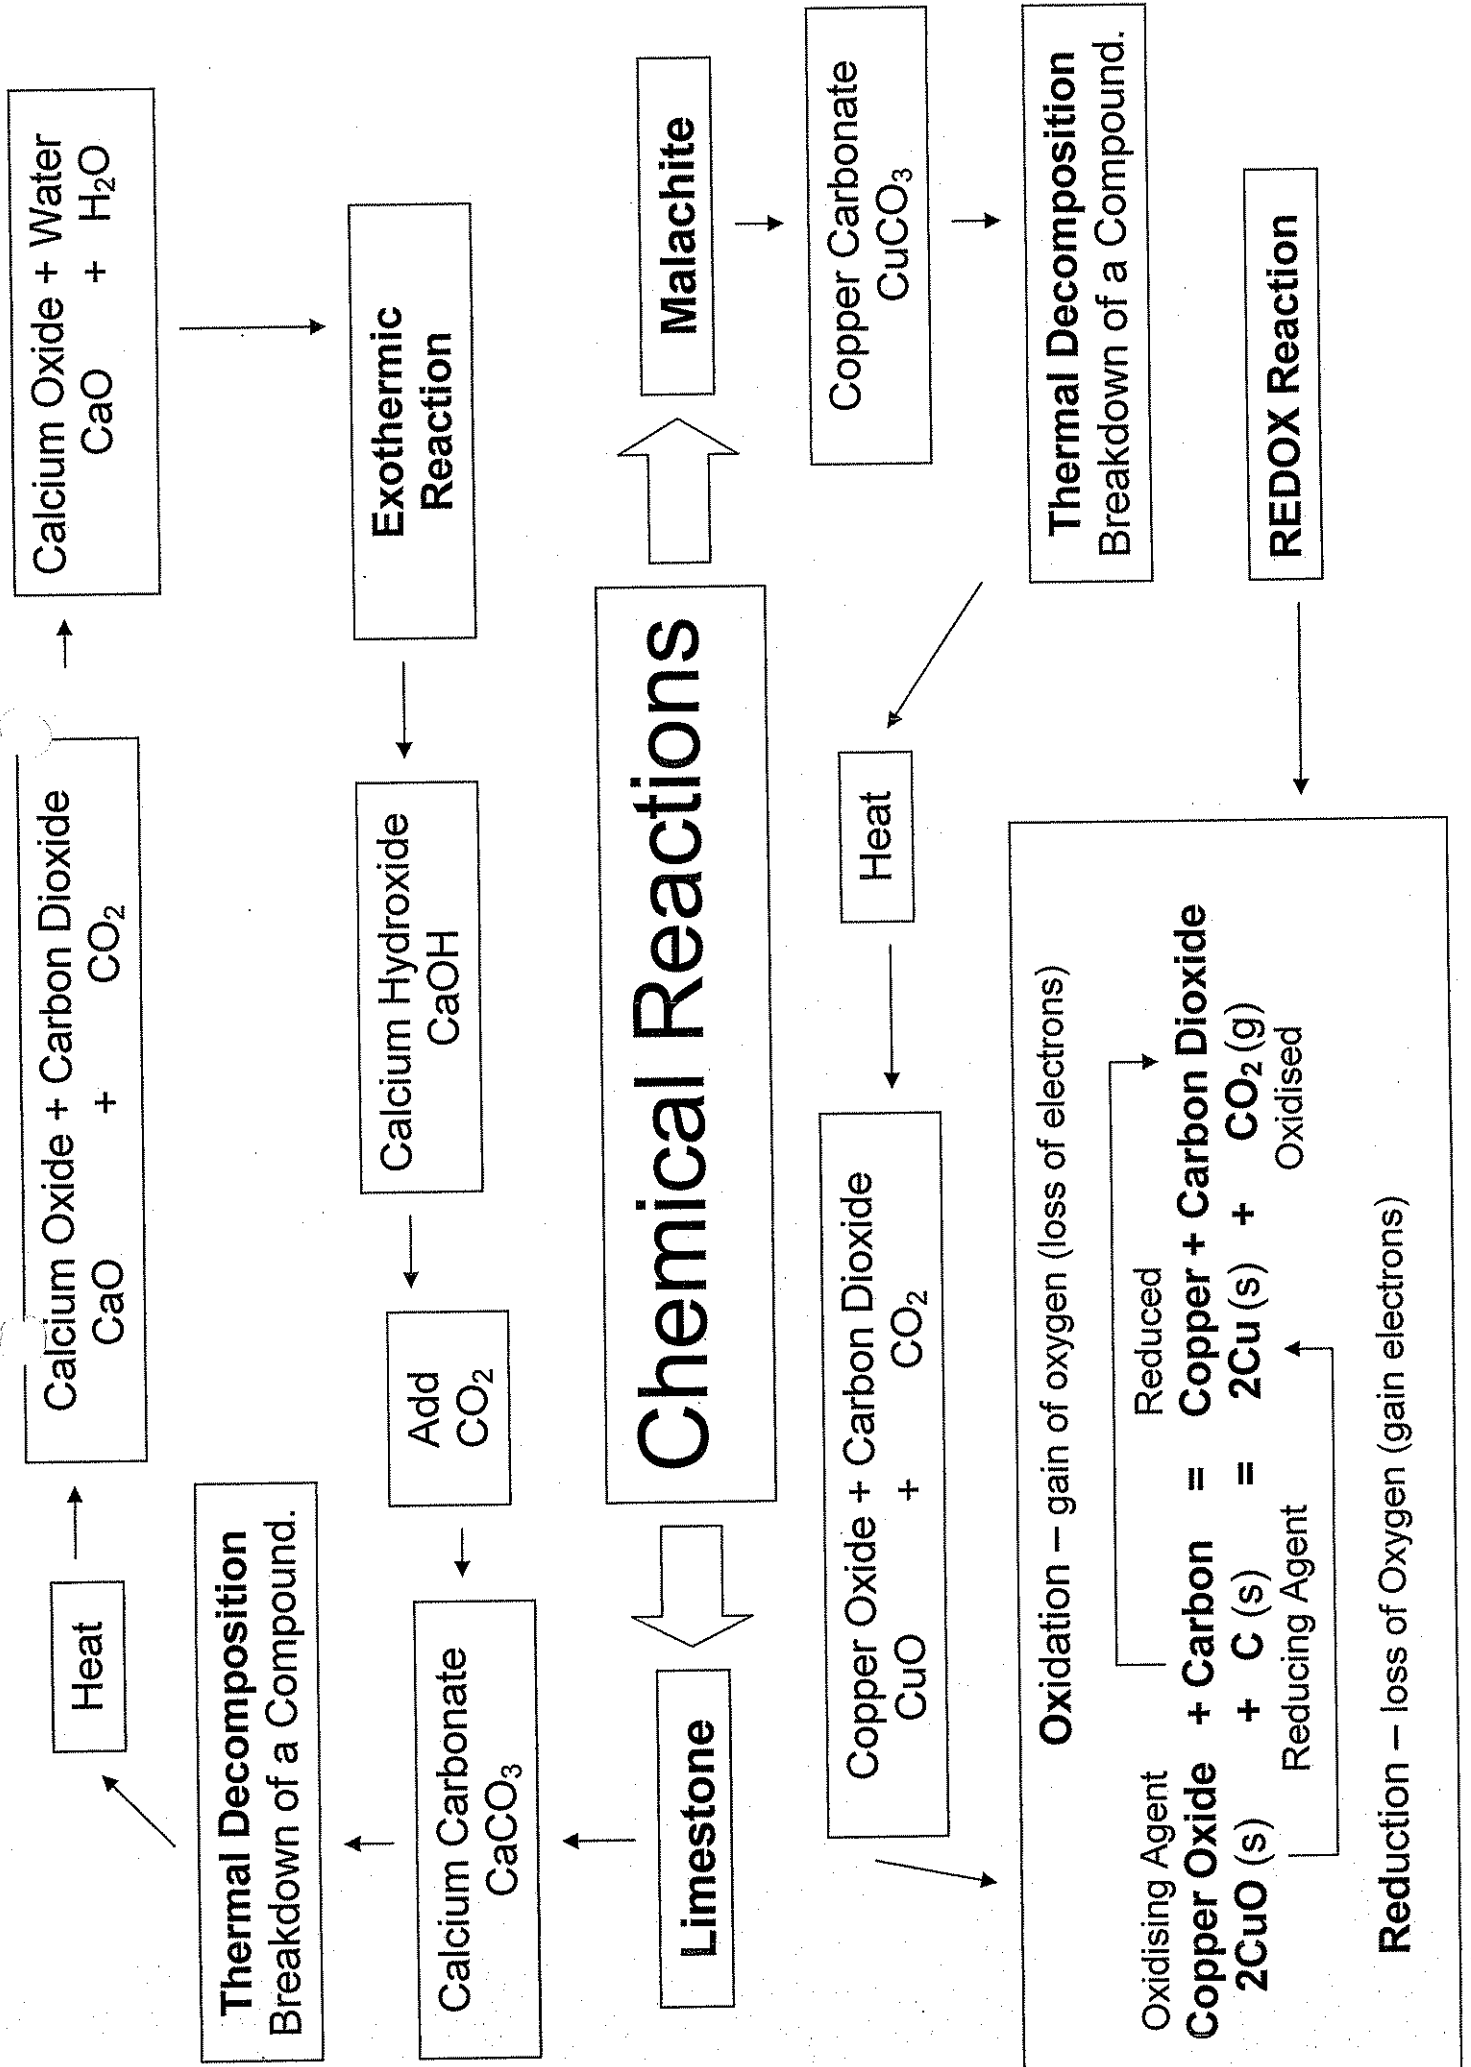 Heat
Calcium Oxide + Carbon Dioxide
CaO + CO₂
Calcium Oxide + Water
CaO + H₂O
Thermal Decomposition
Breakdown of a Compound.
Exothermic
Reaction
Calcium Carbonate
CaCO₃
Add
CO₂
Calcium Hydroxide
CaOH
Limestone
Chemical Reactions
Malachite
Copper Oxide + Carbon Dioxide
CuO + CO₂
Heat
Copper Carbonate
CuCO₃
Thermal Decomposition
Breakdown of a Compound.
REDOX Reaction
Oxidation – gain of oxygen (loss of electrons)
Oxidising Agent Reduced
Copper Oxide + Carbon = Copper + Carbon Dioxide
2CuO (s) + C (s) = 2Cu (s) + CO₂ (g)
Reducing Agent Oxidised
Reduction – loss of Oxygen (gain electrons)